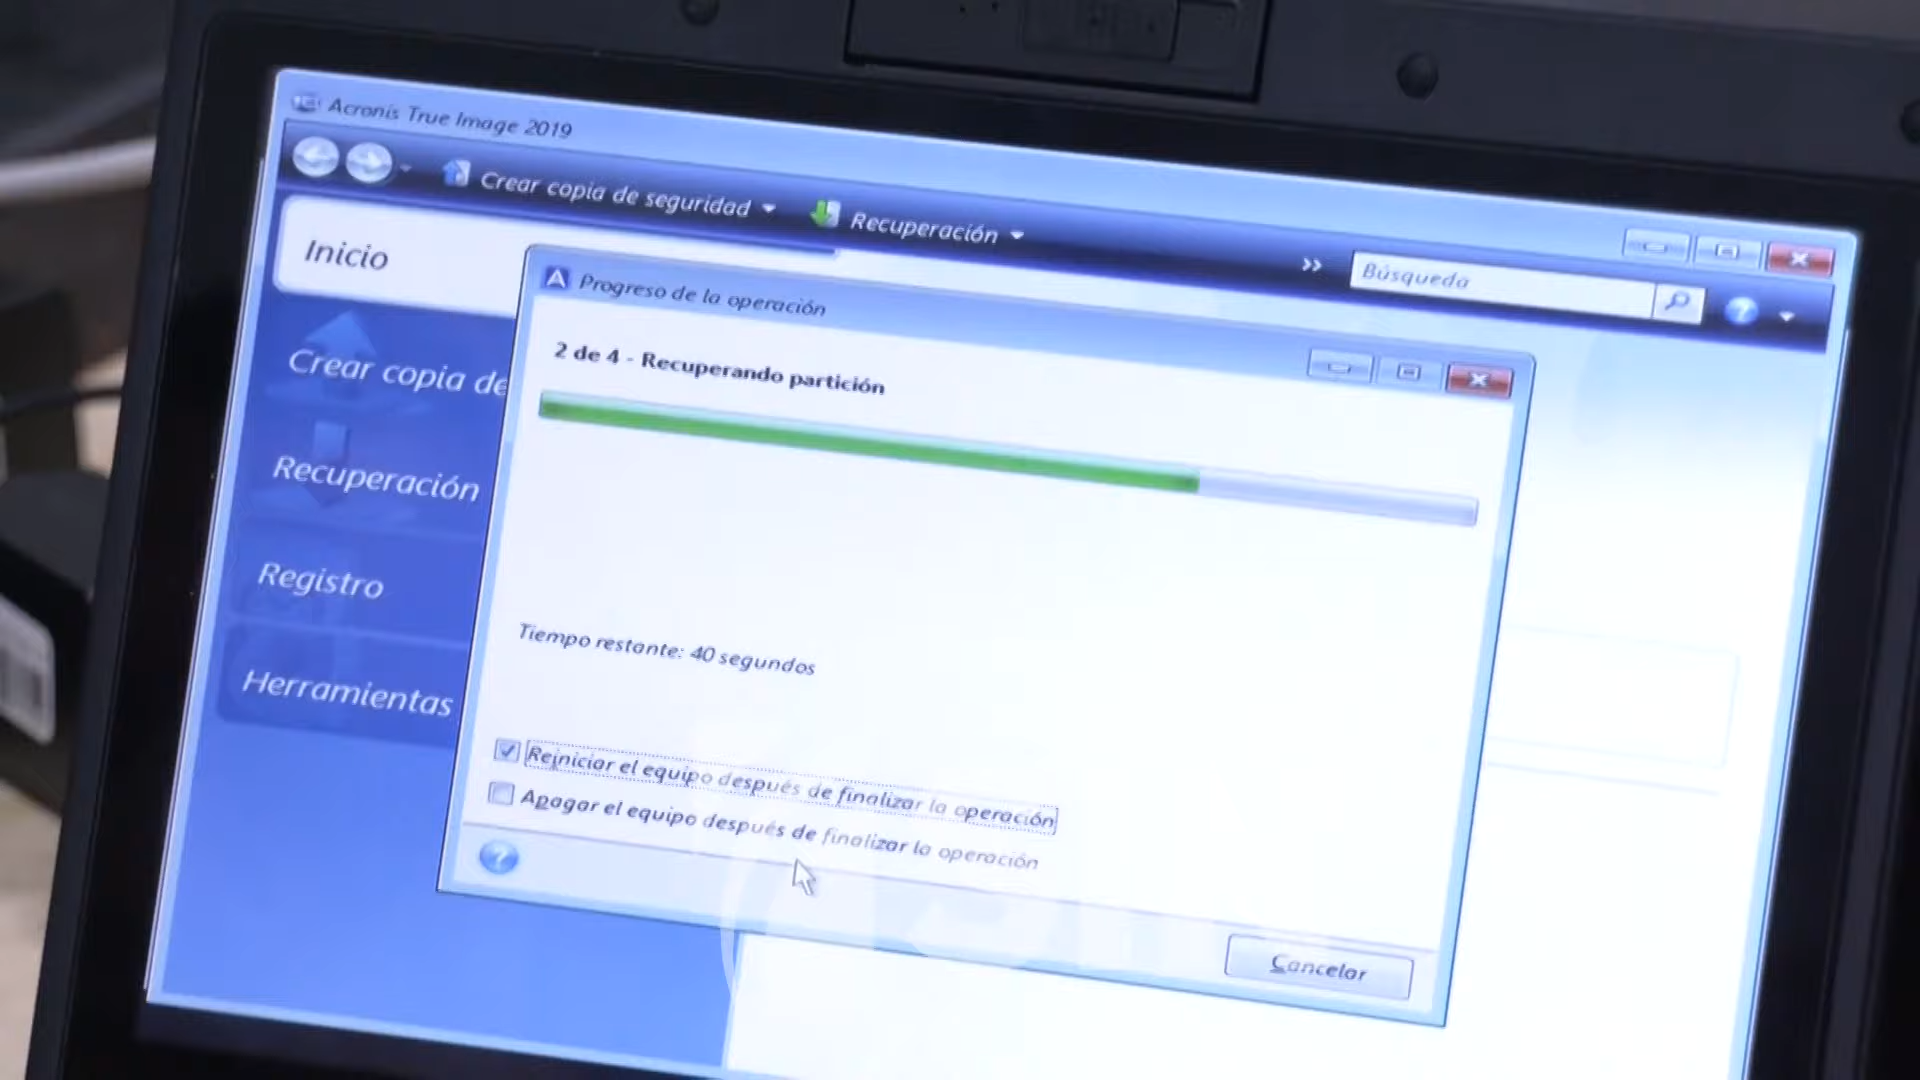 Acronis True Image 2019
Crear copia de seguridad
Recuperación
Búsqueda
Inicio
Crear copia de
Recuperación
Registro
Herramientas
Progreso de la operación
2 de 4 - Recuperando partición
Tiempo restante: 40 segundos
Reiniciar el equipo después de finalizar la operación
Apagar el equipo después de finalizar la operación
Cancelar